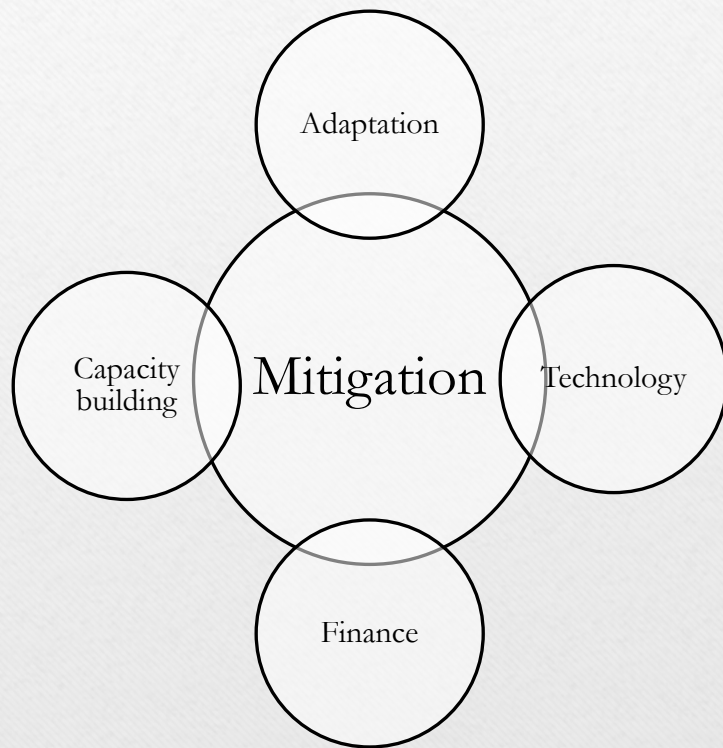 Adaptation
Capacity
building
Mitigation
Technology
Finance